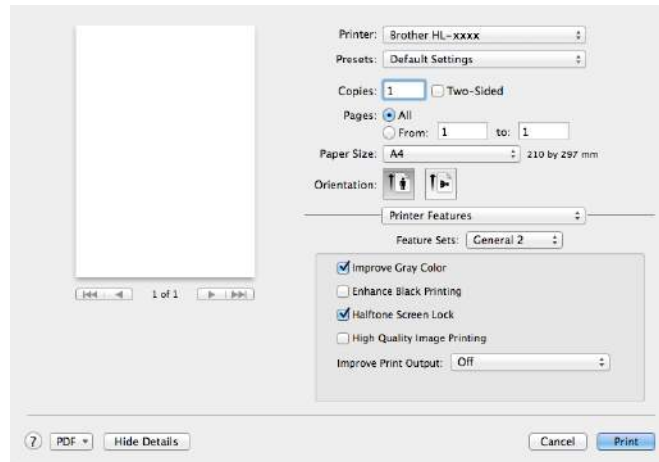 Printer: Brother HL-xxxx
Presets: Default Settings
Copies: 1 Two-Sided
Pages: All
From: 1 to: 1
Paper Size: A4 210 by 297 mm
Orientation:
Printer Features
Feature Sets: General 2
Improve Gray Color
Enhance Black Printing
Halftone Screen Lock
High Quality Image Printing
Improve Print Output: Off
1 of 1
? PDF Hide Details Cancel Print